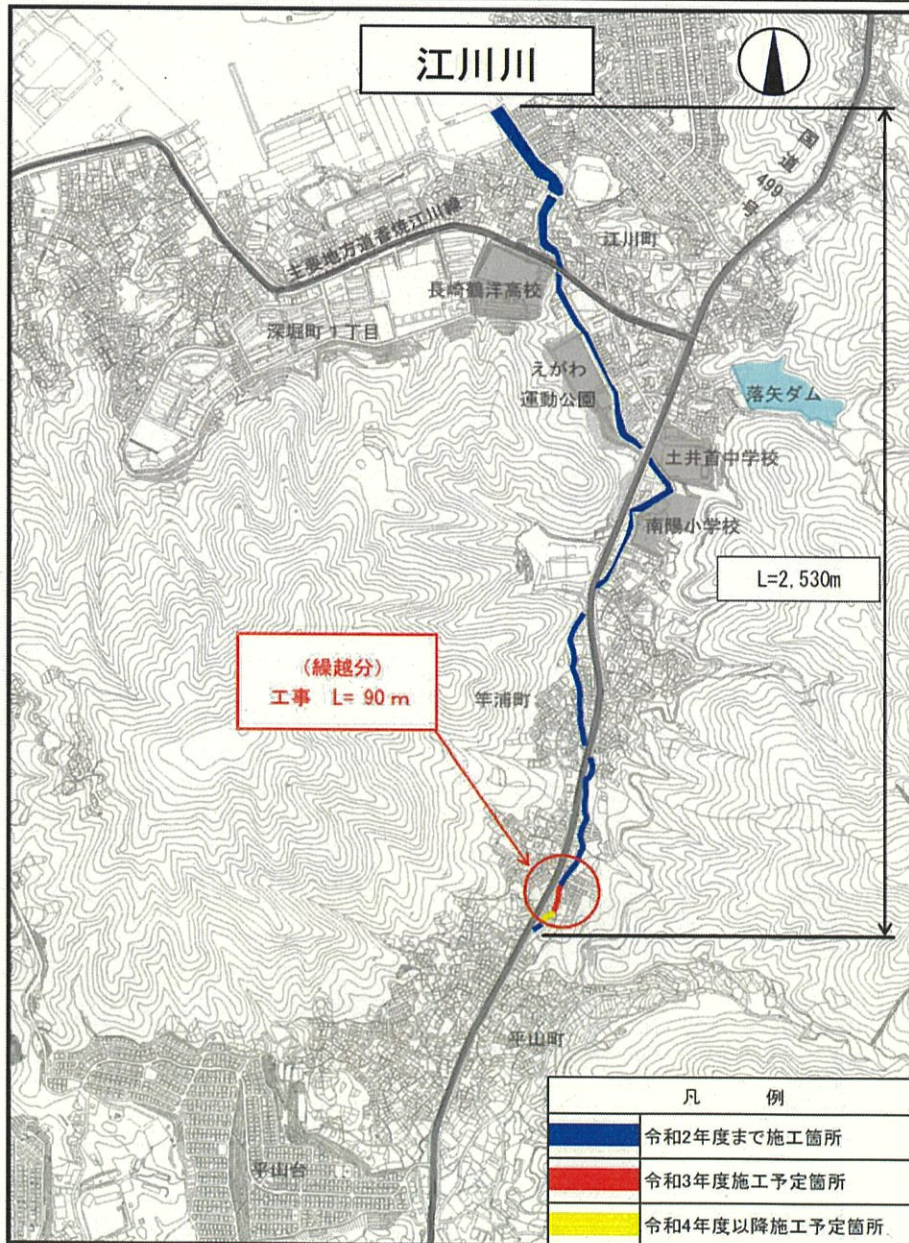 江川川
国道499号
江川町
主要地方道香焼江川線
長崎鶴洋高校
深堀町1丁目
えがわ
運動公園
落矢ダム
土井首中学校
南陽小学校
L=2,530m
(繰越分)
工事 L= 90 m
竿浦町
平山町
平山台
凡 例
令和2年度まで施工箇所
令和3年度施工予定箇所
令和4年度以降施工予定箇所